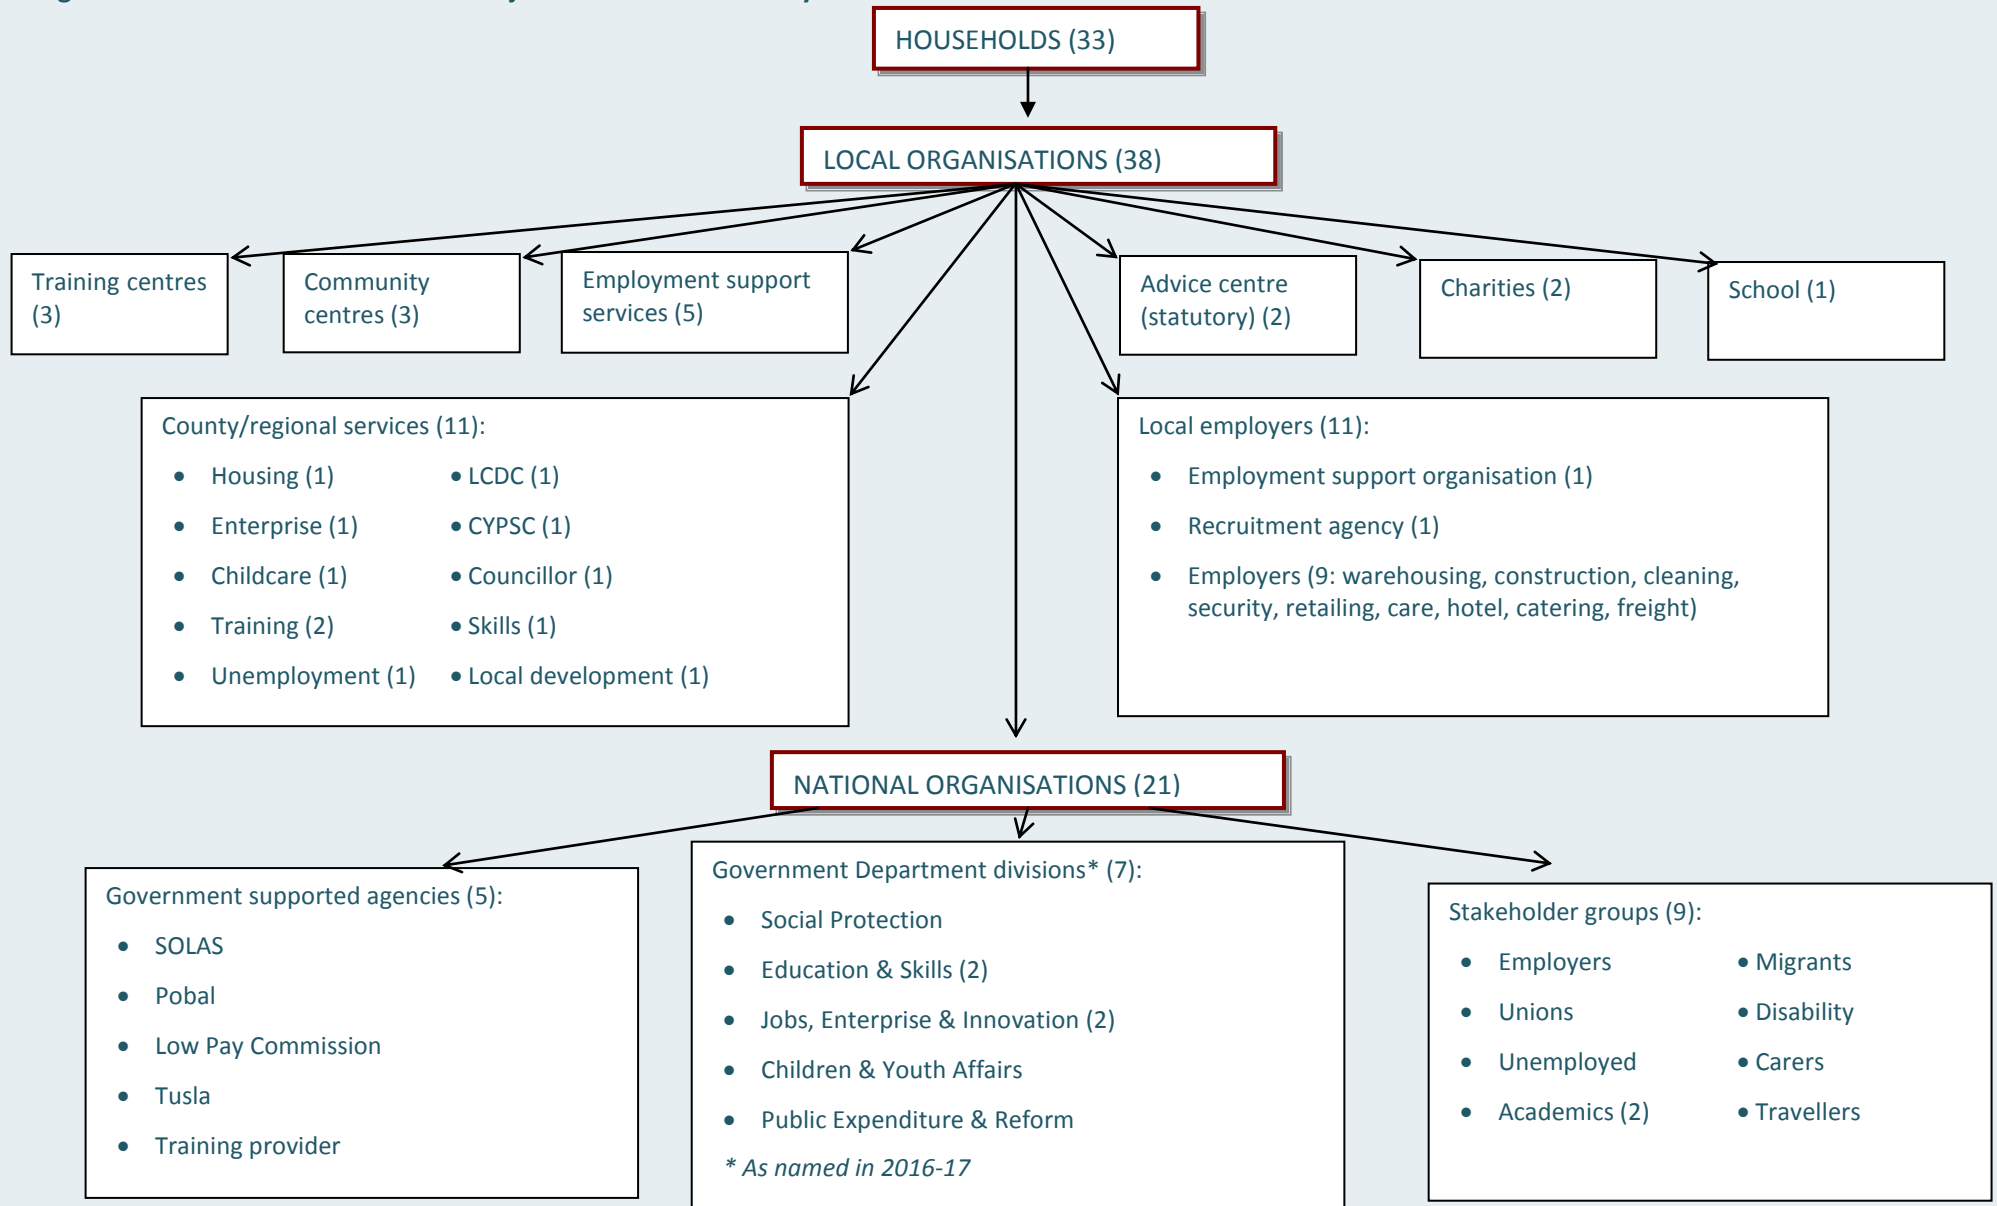 HOUSEHOLDS (33)
LOCAL ORGANISATIONS (38)
Training centres
(3)
Community
centres (3)
Employment support
services (5)
Advice centre
(statutory) (2)
Charities (2)
School (1)
County/regional services (11):
• Housing (1)
• Enterprise (1)
• Childcare (1)
• Training (2)
• Unemployment (1)
• LCDC (1)
• CYPSC (1)
• Councillor (1)
• Skills (1)
• Local development (1)
Local employers (11):
• Employment support organisation (1)
• Recruitment agency (1)
• Employers (9: warehousing, construction, cleaning,
security, retailing, care, hotel, catering, freight)
NATIONAL ORGANISATIONS (21)
Government supported agencies (5):
• SOLAS
• Pobal
• Low Pay Commission
• Tusla
• Training provider
Government Department divisions* (7):
• Social Protection
• Education & Skills (2)
• Jobs, Enterprise & Innovation (2)
• Children & Youth Affairs
• Public Expenditure & Reform
* As named in 2016-17
Stakeholder groups (9):
• Employers
• Unions
• Unemployed
• Academics (2)
• Migrants
• Disability
• Carers
• Travellers